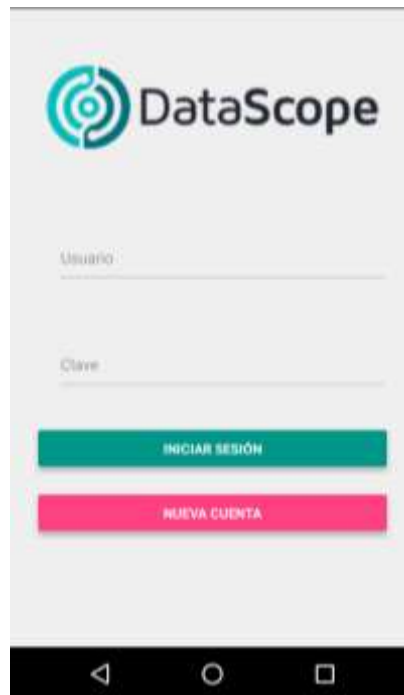 DataScope
Usuario
Clave
INICIAR SESIÓN
NUEVA CUENTA